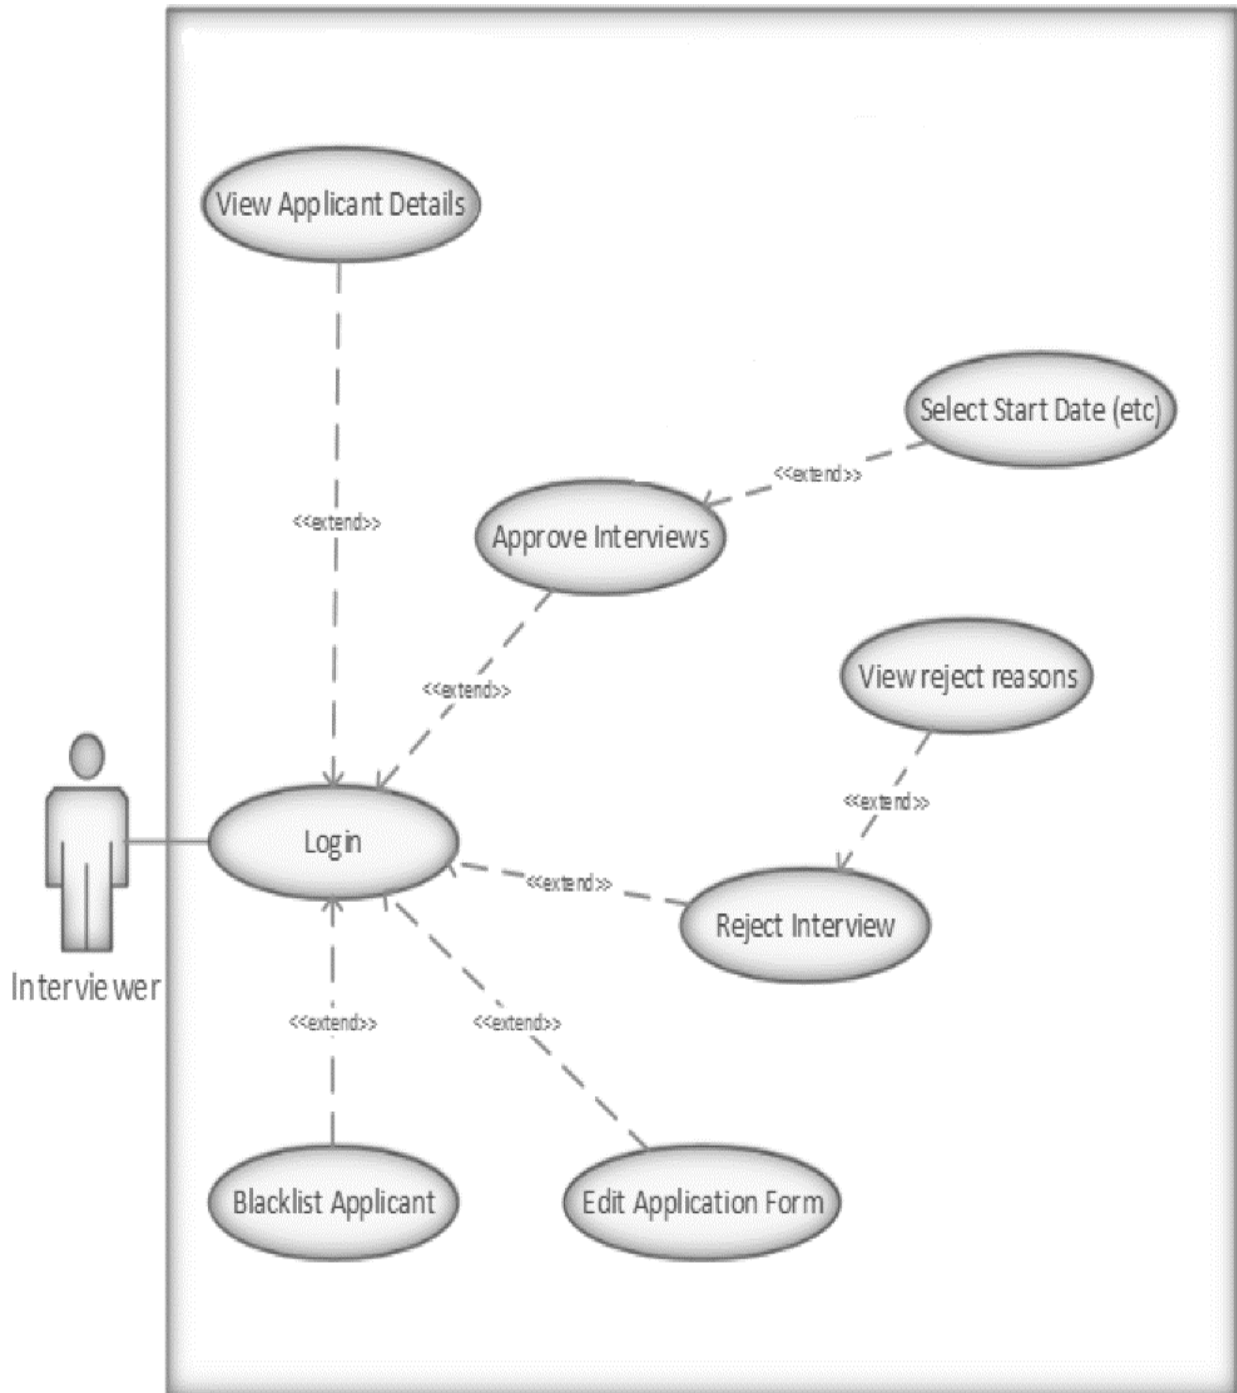 View Applicant Details
Select Start Date (etc)
<<extend>>
<<extend>>
Approve Interviews
View reject reasons
<<extend>>
<<extend>>
Login
<<extend>>
Reject Interview
Interviewer
<<extend>>
<<extend>>
Blacklist Applicant
Edit Application Form